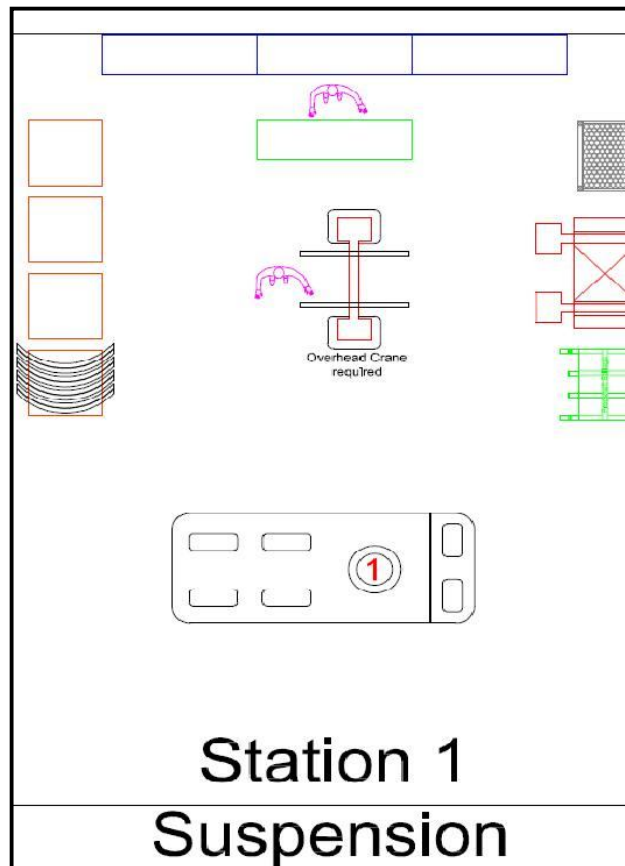 Overhead Crane
required
1
Station 1
Suspension